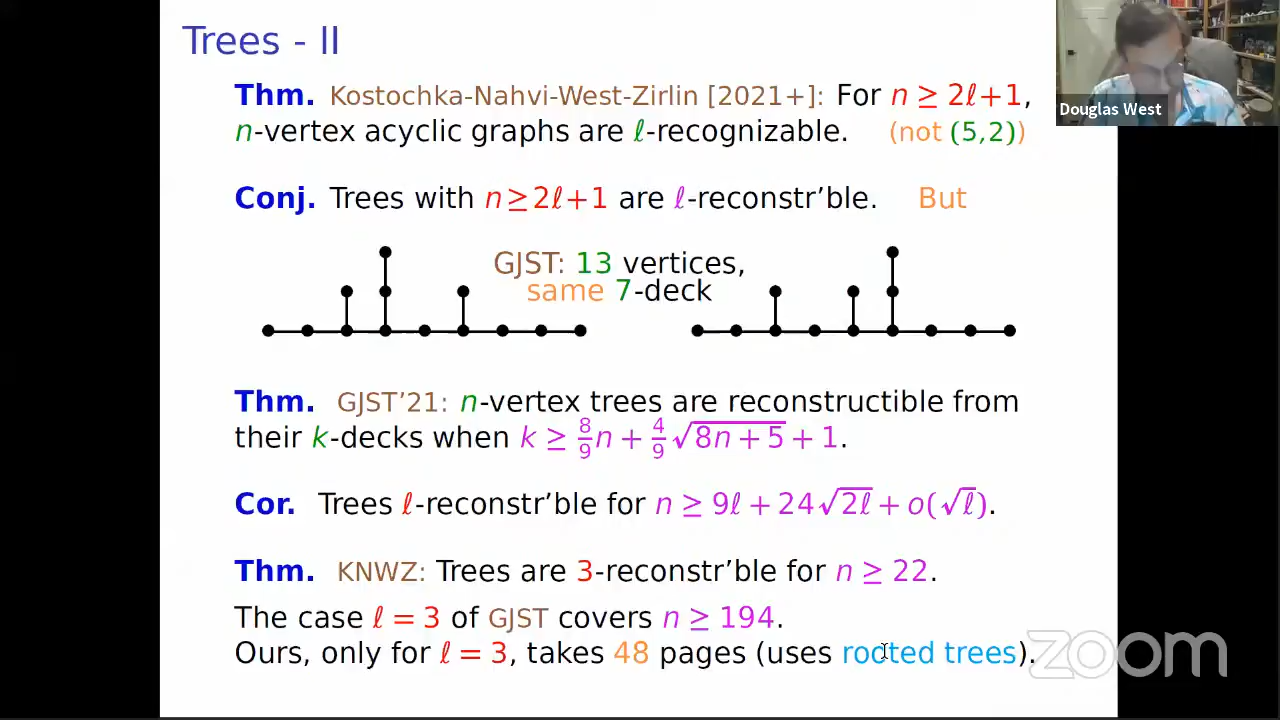 Trees - II
Thm. Kostochka-Nahvi-West-Zirlin [2021+]: For n ≥ 2ℓ+1,
n-vertex acyclic graphs are ℓ-recognizable. (not (5,2))
Douglas West
Conj. Trees with n≥2ℓ+1 are ℓ-reconstr’ble. But
GJST: 13 vertices,
same 7-deck
Thm. GJST’21: n-vertex trees are reconstructible from
their k-decks when k ≥ 8/9 n + 4/9 √(8n + 5) + 1.
Cor. Trees ℓ-reconstr’ble for n ≥ 9ℓ + 24√(2ℓ) + o(√ℓ).
Thm. KNWZ: Trees are 3-reconstr’ble for n ≥ 22.
The case ℓ = 3 of GJST covers n ≥ 194.
Ours, only for ℓ = 3, takes 48 pages (uses rooted trees).
zoom